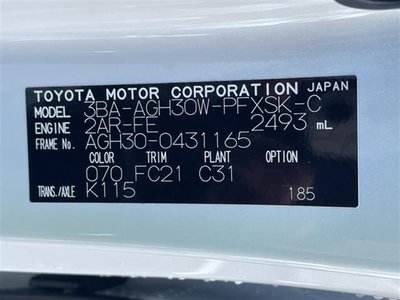 TOYOTA MOTOR CORPORATION JAPAN
MODEL 3BA-AGH30W-PFXSK-C
ENGINE 2AR-FE 2493 mL
FRAME No. AGH30-0431165
COLOR TRIM PLANT OPTION
070 FC21 C31
TRANS./AXLE K115 185